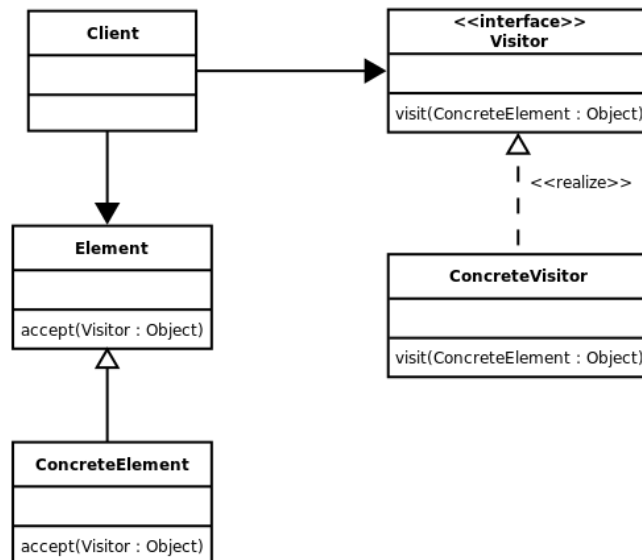 Client
<<interface>>
Visitor
visit(ConcreteElement : Object)
<<realize>>
Element
accept(Visitor : Object)
ConcreteVisitor
visit(ConcreteElement : Object)
ConcreteElement
accept(Visitor : Object)